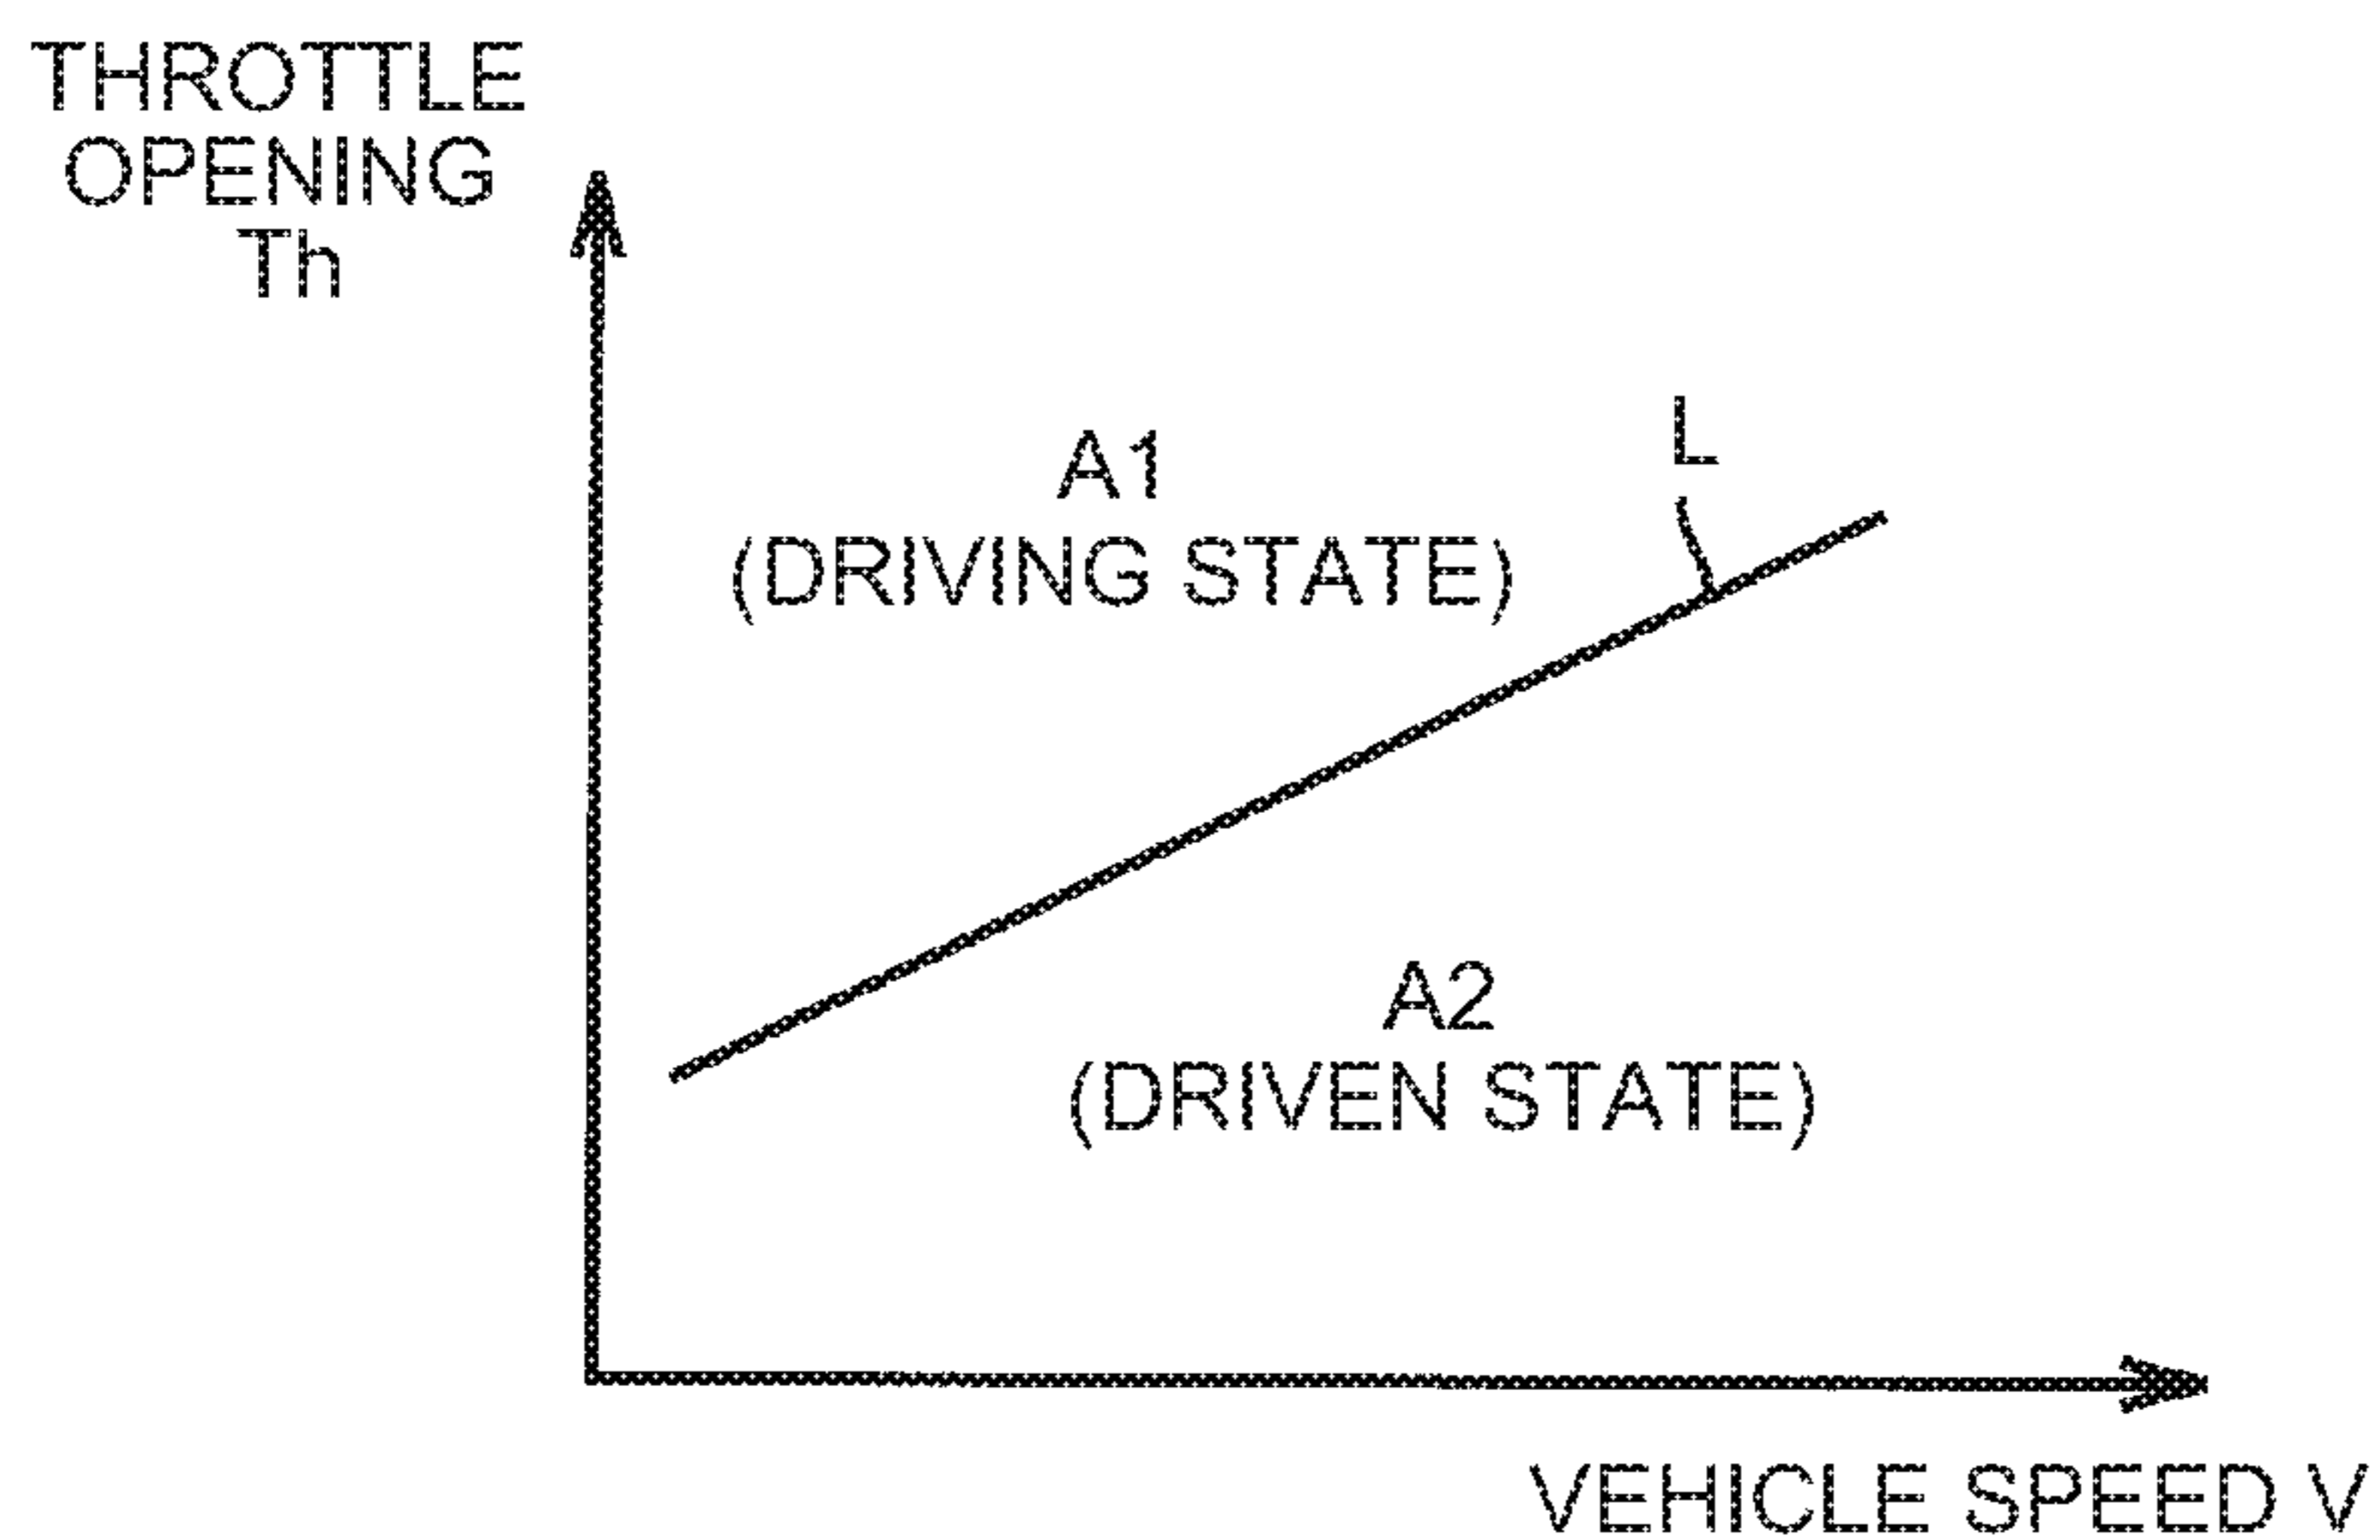 THROTTLE
OPENING
Th
A1
(DRIVING STATE)
L
A2
(DRIVEN STATE)
VEHICLE SPEED V